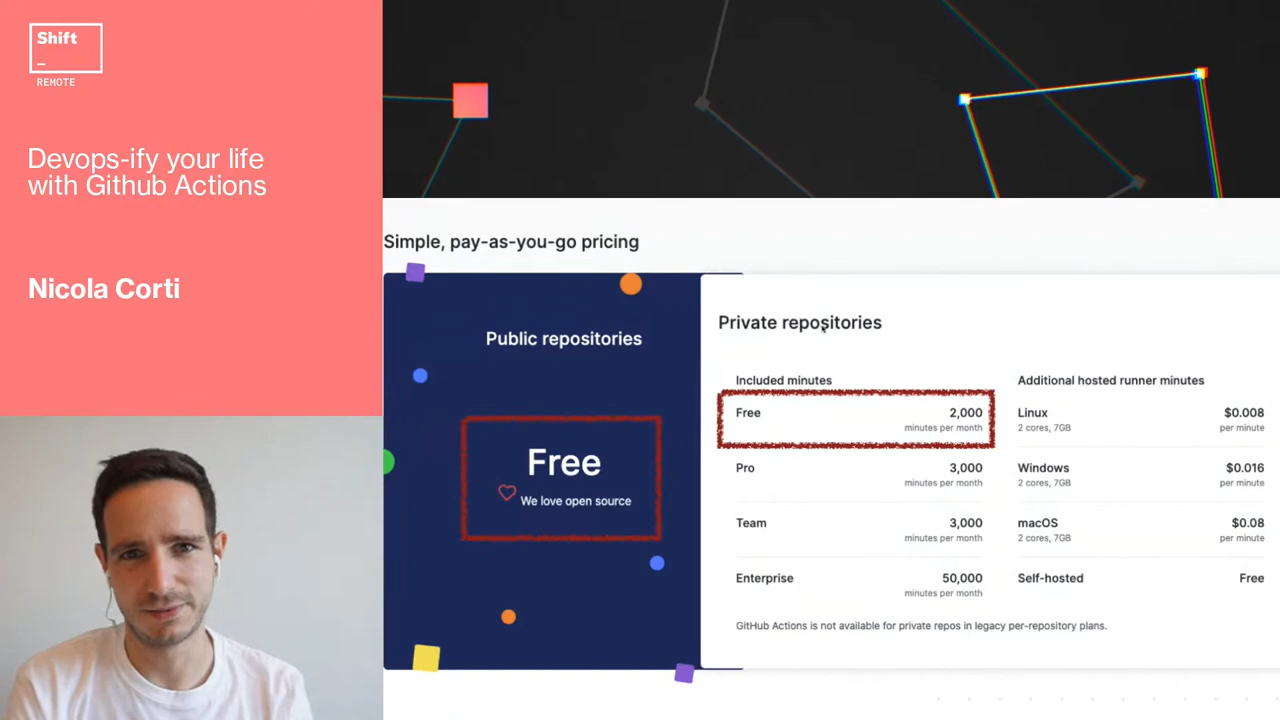 Shift
_
REMOTE
Devops-ify your life
with Github Actions
Nicola Corti
Simple, pay-as-you-go pricing
Public repositories
Free
We love open source
Private repositories
Included minutes
Free 2,000
minutes per month
Pro 3,000
minutes per month
Team 3,000
minutes per month
Enterprise 50,000
minutes per month
Additional hosted runner minutes
Linux $0.008
2 cores, 7GB per minute
Windows $0.016
2 cores, 7GB per minute
macOS $0.08
2 cores, 7GB per minute
Self-hosted Free
GitHub Actions is not available for private repos in legacy per-repository plans.